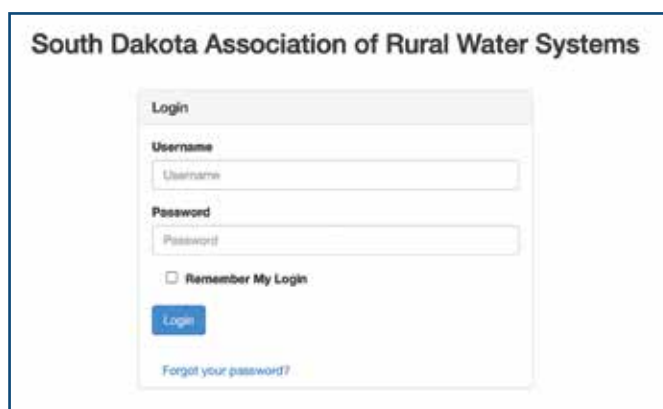 South Dakota Association of Rural Water Systems
Login
Username
Username
Password
Password
Remember My Login
Login
Forgot your password?